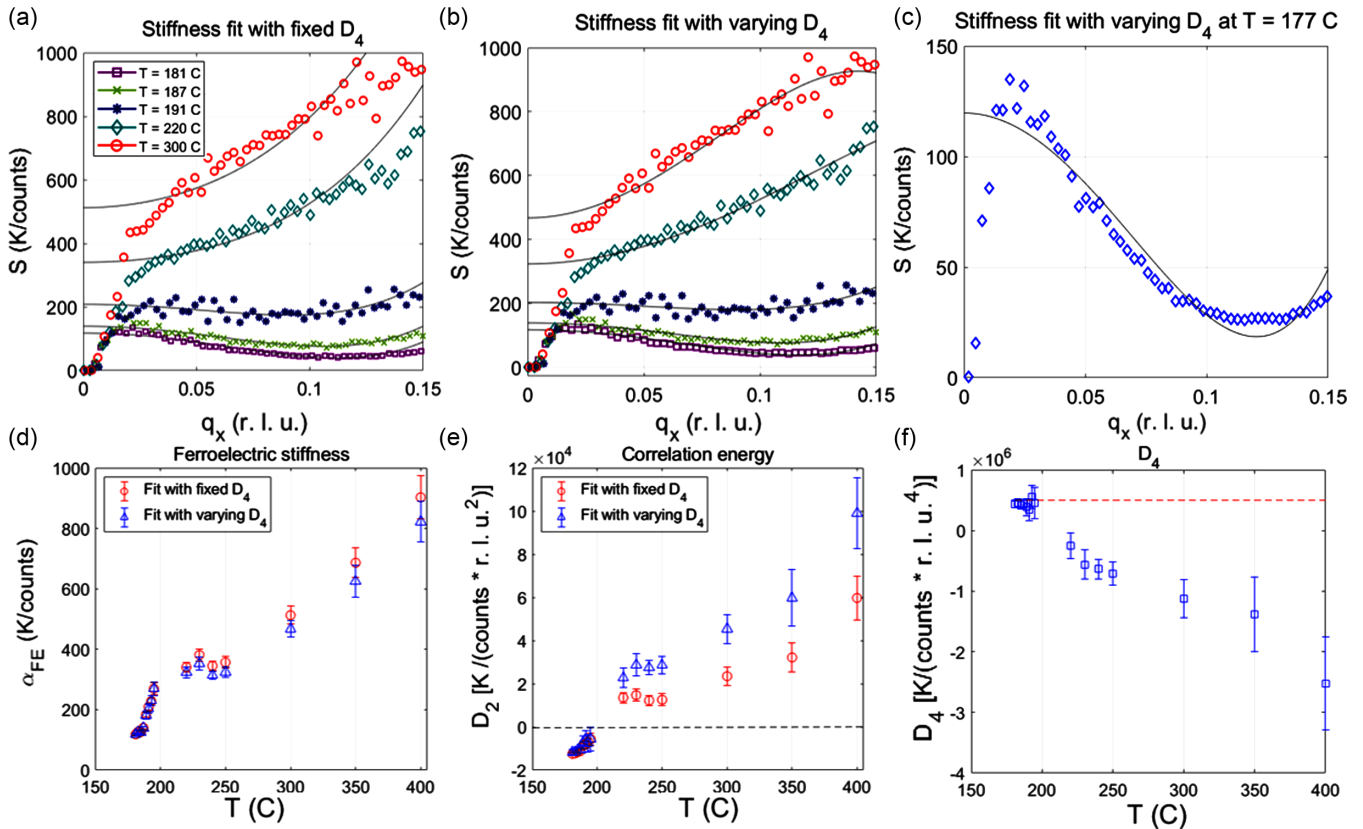 (a)
Stiffness fit with fixed D4
1000
800
600
400
200
0
S (K/counts)
T = 181 C
T = 187 C
T = 191 C
T = 220 C
T = 300 C
0
0.05
0.1
0.15
qx (r. l. u.)
(b)
Stiffness fit with varying D4
1000
800
600
400
200
0
S (K/counts)
0
0.05
0.1
0.15
qx (r. l. u.)
(c)
Stiffness fit with varying D4 at T = 177 C
150
100
50
0
S (K/counts)
0
0.05
0.1
0.15
qx (r. l. u.)
(d)
Ferroelectric stiffness
1000
800
600
400
200
0
αFE (K/counts)
Fit with fixed D4
Fit with varying D4
150
200
250
300
350
400
T (C)
(e)
Correlation energy
×10^4
12
10
8
6
4
2
0
-2
D2 [K /(counts * r. l. u.^2)]
Fit with fixed D4
Fit with varying D4
150
200
250
300
350
400
T (C)
(f)
D4
×10^6
1
0
-1
-2
-3
-4
D4 [K/(counts * r. l. u.^4)]
150
200
250
300
350
400
T (C)